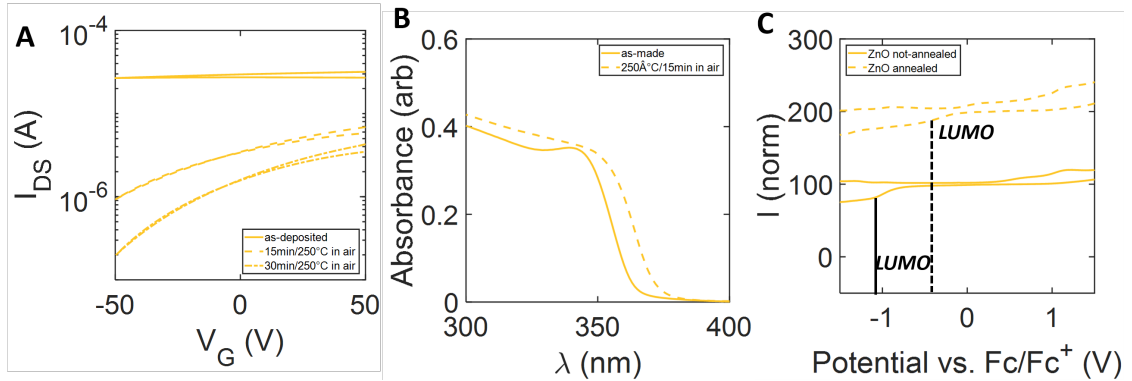 A
10⁻⁴
10⁻⁶
I_DS (A)
as-deposited
15min/250°C in air
30min/250°C in air
-50
0
50
V_G (V)
B
0.6
0.4
0.2
0
Absorbance (arb)
as-made
250Â°C/15min in air
300
350
400
λ (nm)
C
300
200
100
0
I (norm)
ZnO not-annealed
ZnO annealed
LUMO
LUMO
-1
0
1
Potential vs. Fc/Fc⁺ (V)